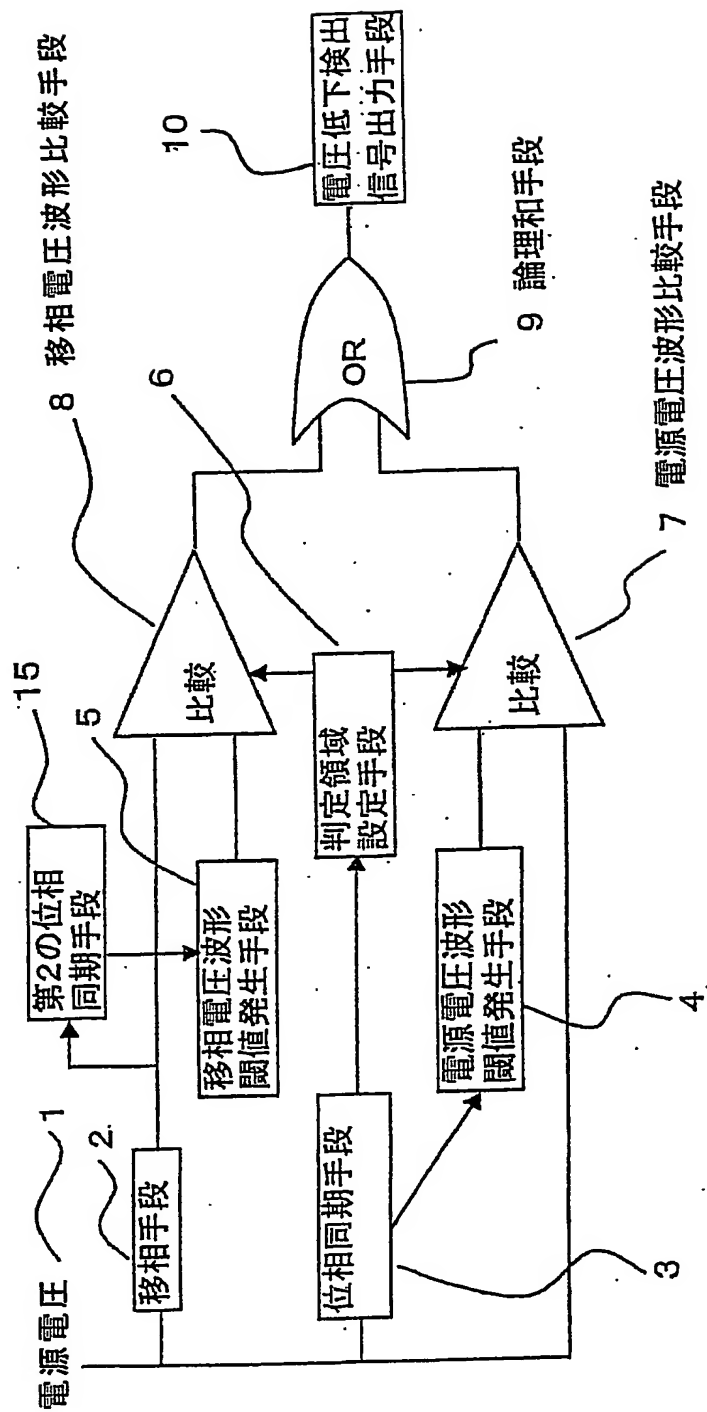 電源電圧 1
2
移相手段
第2の位相
同期手段
15
5
移相電圧波形
閾値発生手段
比較
8 移相電圧波形比較手段
位相同期手段
3
判定領域
設定手段
6
電源電圧波形
閾値発生手段
4
比較
7 電源電圧波形比較手段
OR
9 論理和手段
10
電圧低下検出
信号出力手段